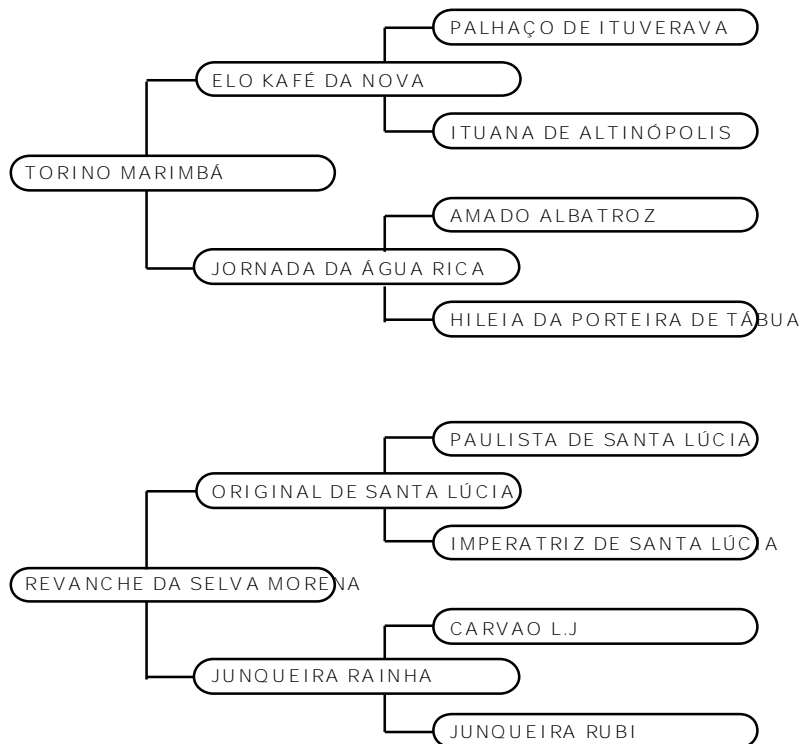 PALHAÇO DE ITUVERAVA
ELO KAFÉ DA NOVA
ITUANA DE ALTINÓPOLIS
TORINO MARIMBÁ
AMADO ALBATROZ
JORNADA DA ÁGUA RICA
HILEIA DA PORTEIRA DE TÁBUA
PAULISTA DE SANTA LÚCIA
ORIGINAL DE SANTA LÚCIA
IMPERATRIZ DE SANTA LÚCIA
REVANCHE DA SELVA MORENA
CARVAO L.J
JUNQUEIRA RAINHA
JUNQUEIRA RUBI